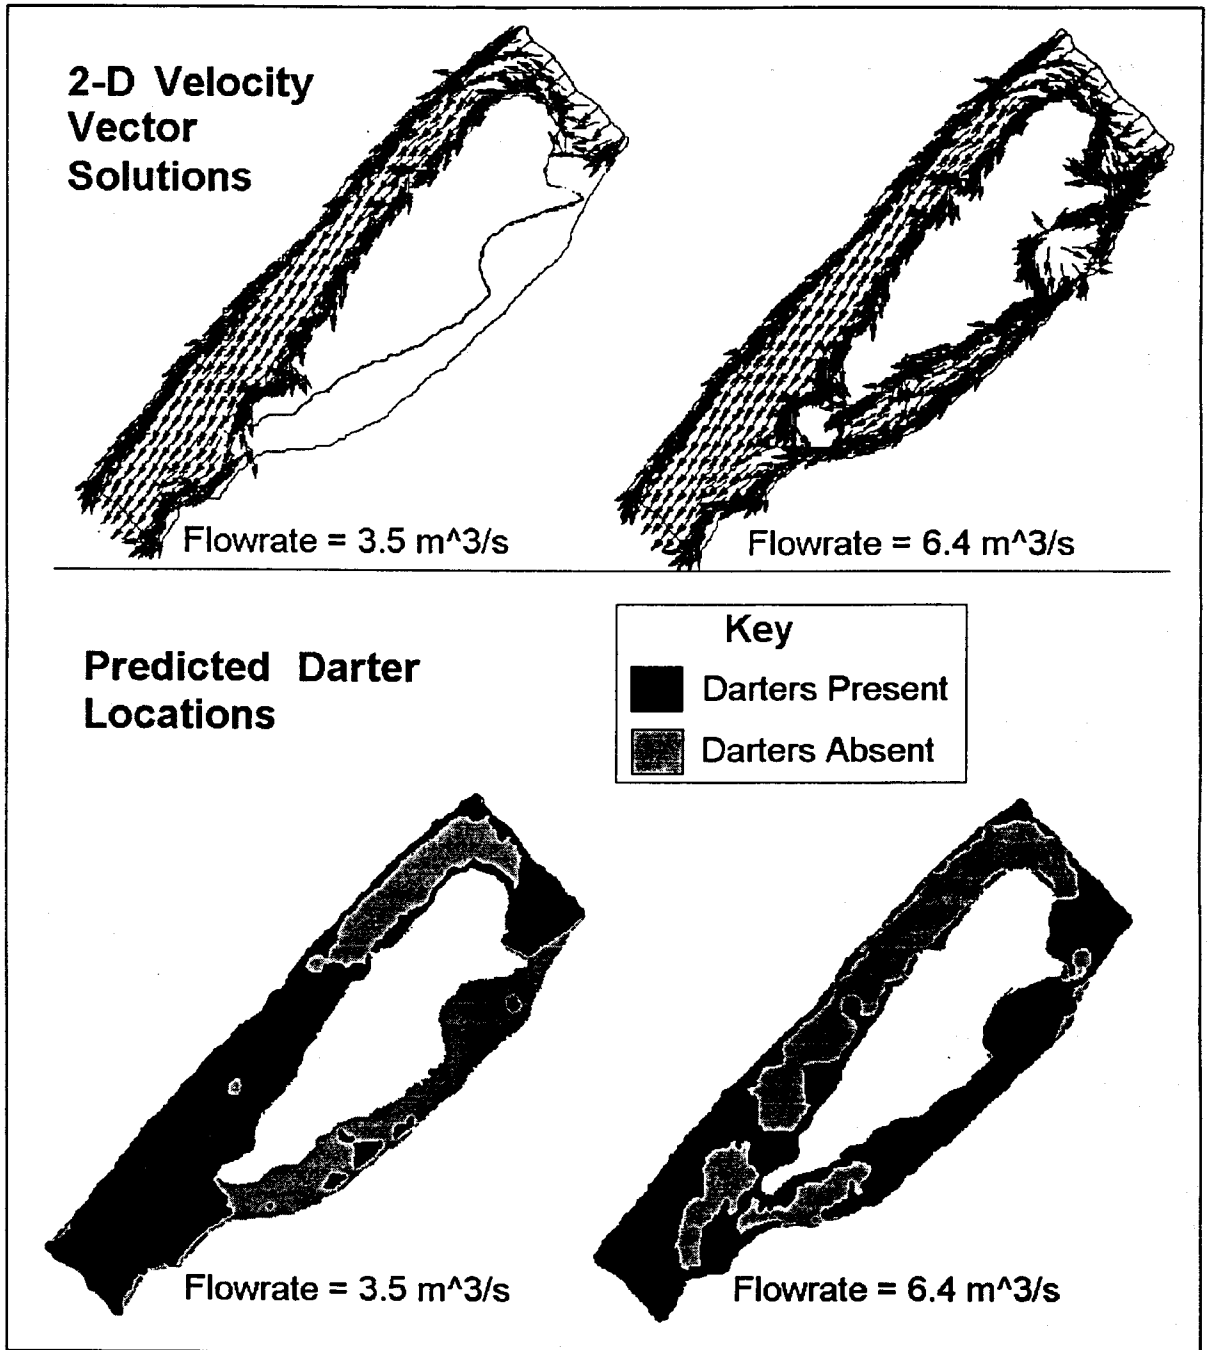 2-D Velocity
Vector
Solutions
Flowrate = 3.5 m^3/s
Flowrate = 6.4 m^3/s
Predicted Darter
Locations
Key
Darters Present
Darters Absent
Flowrate = 3.5 m^3/s
Flowrate = 6.4 m^3/s